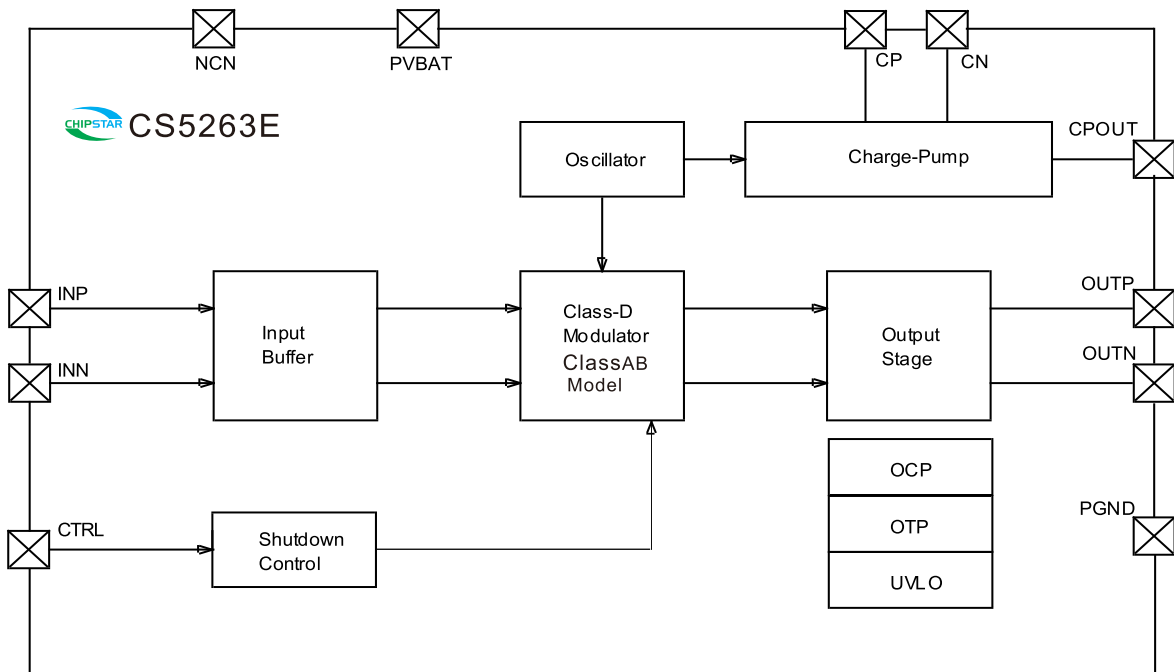 NCN
PVBAT
CP
CN
CHIPSTAR
CS5263E
CPOUT
Oscillator
Charge-Pump
INP
OUTP
Input
Buffer
Class-D
Modulator
ClassAB
Model
Output
Stage
INN
OUTN
OCP
OTP
UVLO
CTRL
Shutdown
Control
PGND